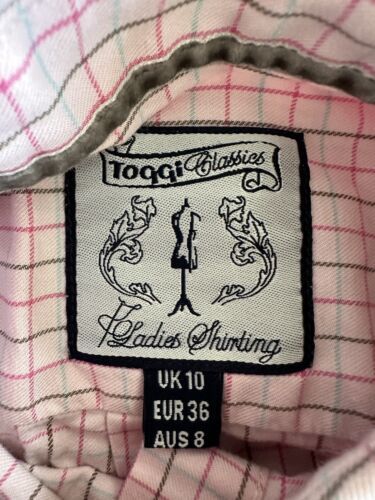 Toggi Classics
Ladies Shirting
UK 10
EUR 36
AUS 8